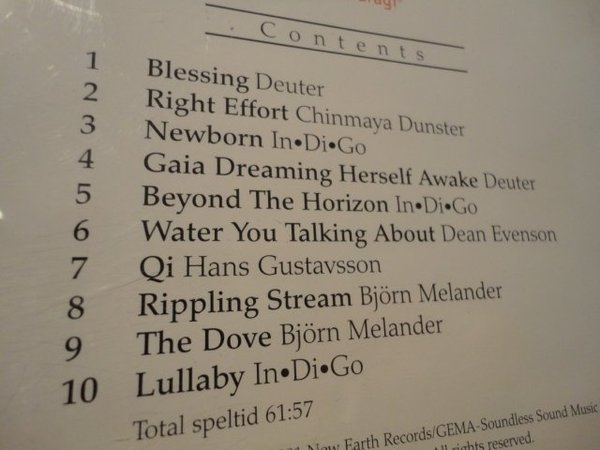 Contents
1 Blessing Deuter
2 Right Effort Chinmaya Dunster
3 Newborn In•Di•Go
4 Gaia Dreaming Herself Awake Deuter
5 Beyond The Horizon In•Di•Go
6 Water You Talking About Dean Evenson
7 Qi Hans Gustavsson
8 Rippling Stream Björn Melander
9 The Dove Björn Melander
10 Lullaby In•Di•Go
Total speltid 61:57
New Earth Records/GEMA-Soundless Sound Music
rights reserved.